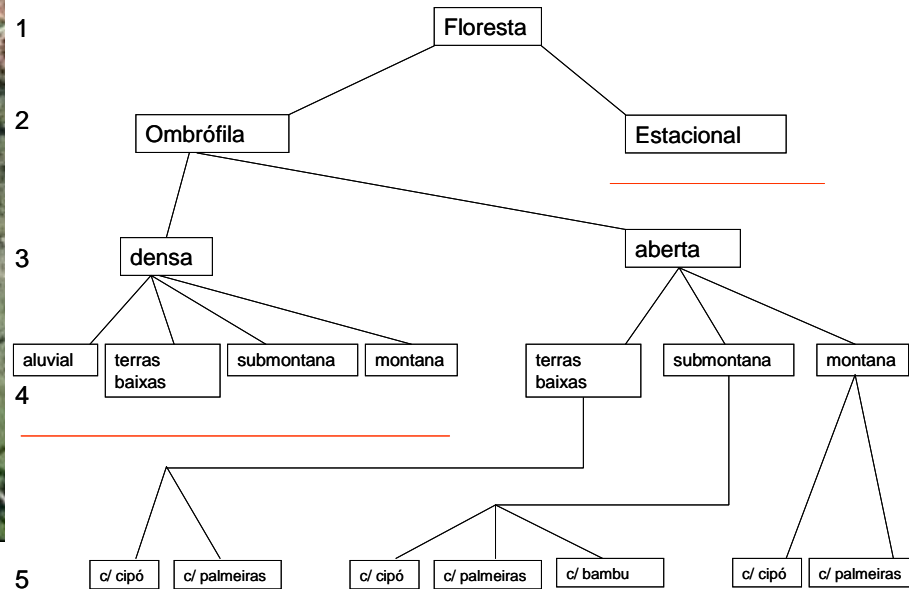 1
Floresta
2
Ombrófila
Estacional
3
densa
aberta
aluvial
terras
baixas
submontana
montana
terras
baixas
submontana
montana
4
5
c/ cipó
c/ palmeiras
c/ cipó
c/ palmeiras
c/ bambu
c/ cipó
c/ palmeiras